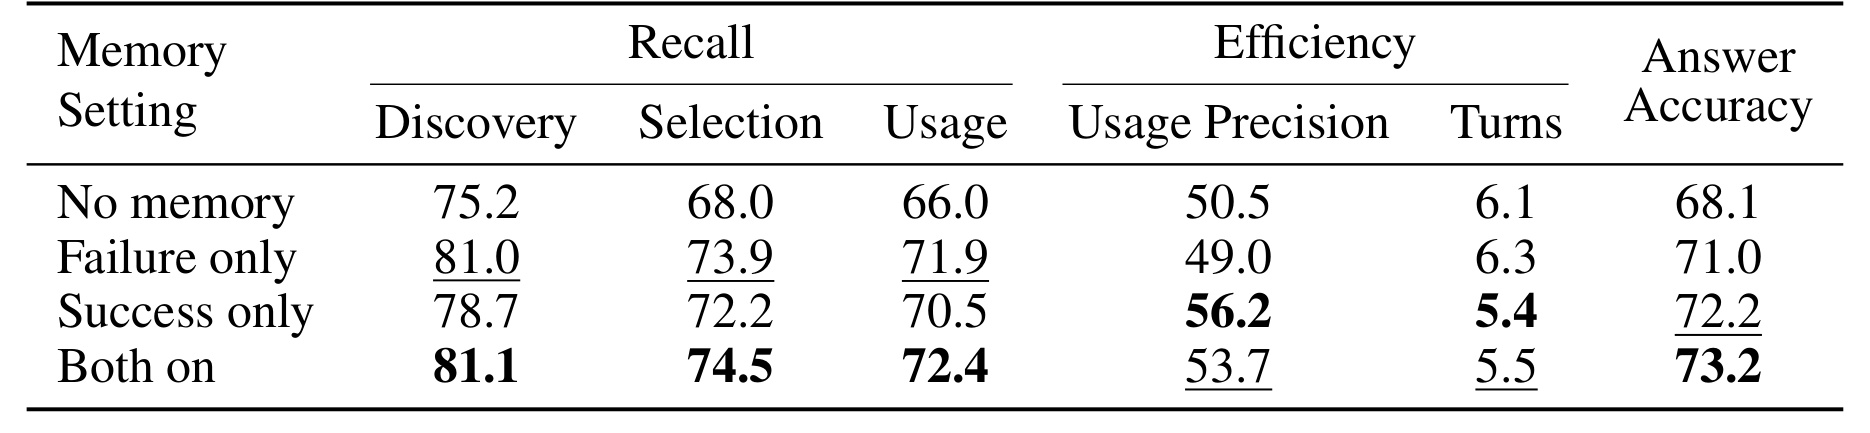 Memory Setting Recall Efficiency Answer Accuracy
Discovery Selection Usage Usage Precision Turns
No memory 75.2 68.0 66.0 50.5 6.1 68.1
Failure only 81.0 73.9 71.9 49.0 6.3 71.0
Success only 78.7 72.2 70.5 56.2 5.4 72.2
Both on 81.1 74.5 72.4 53.7 5.5 73.2